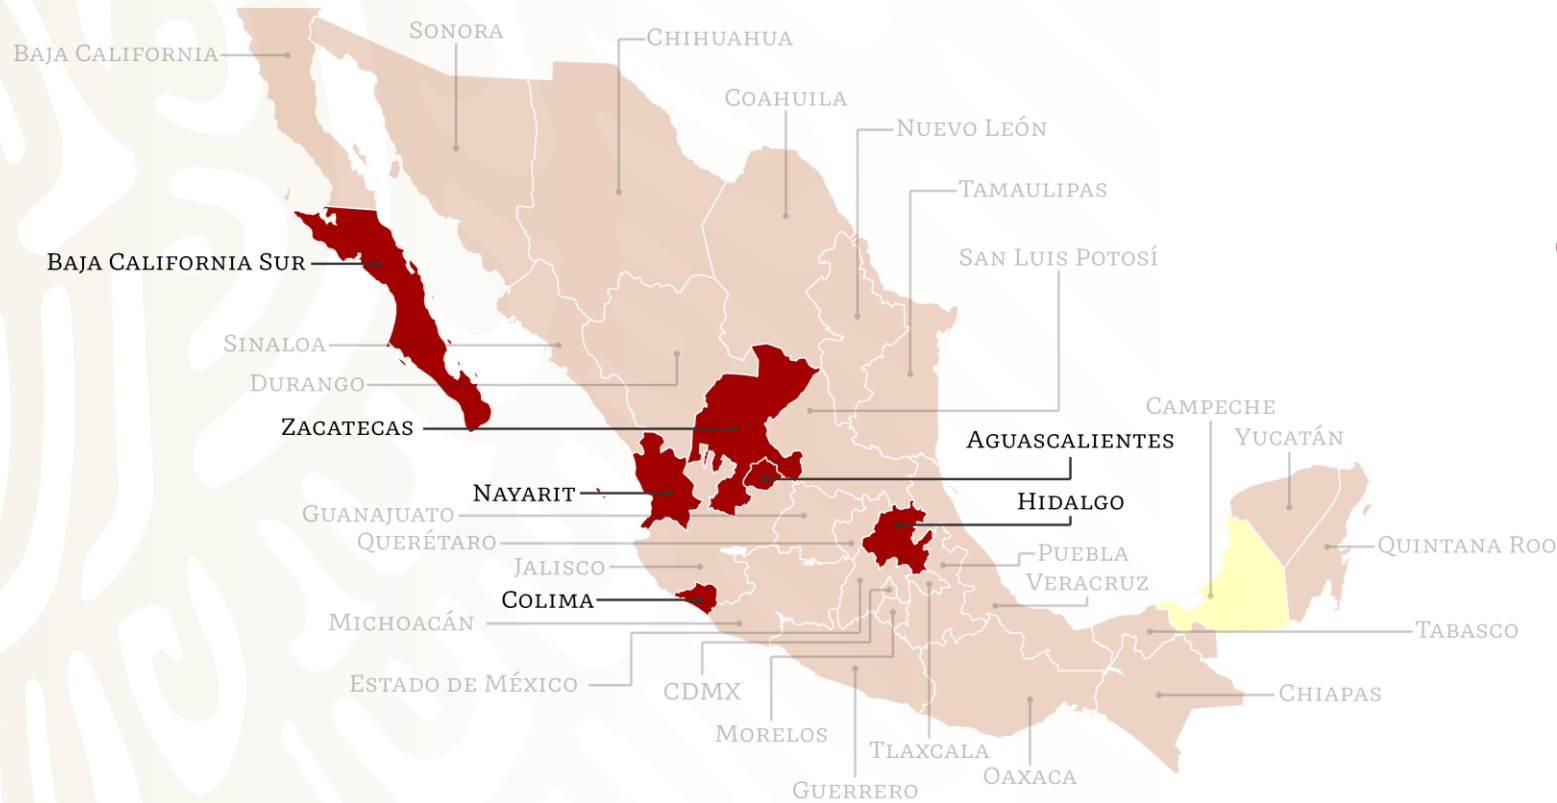 Sonora
Chihuahua
Baja California
Coahuila
Nuevo León
Tamaulipas
San Luis Potosí
Baja California Sur
Sinaloa
Durango
Campeche
Zacatecas
Yucatán
Aguascalientes
Nayarit
Hidalgo
Guanajuato
Querétaro
Quintana Roo
Puebla
Jalisco
Veracruz
Colima
Michoacán
Tabasco
Estado de México
CDMX
Chiapas
Morelos
Tlaxcala
Oaxaca
Guerrero